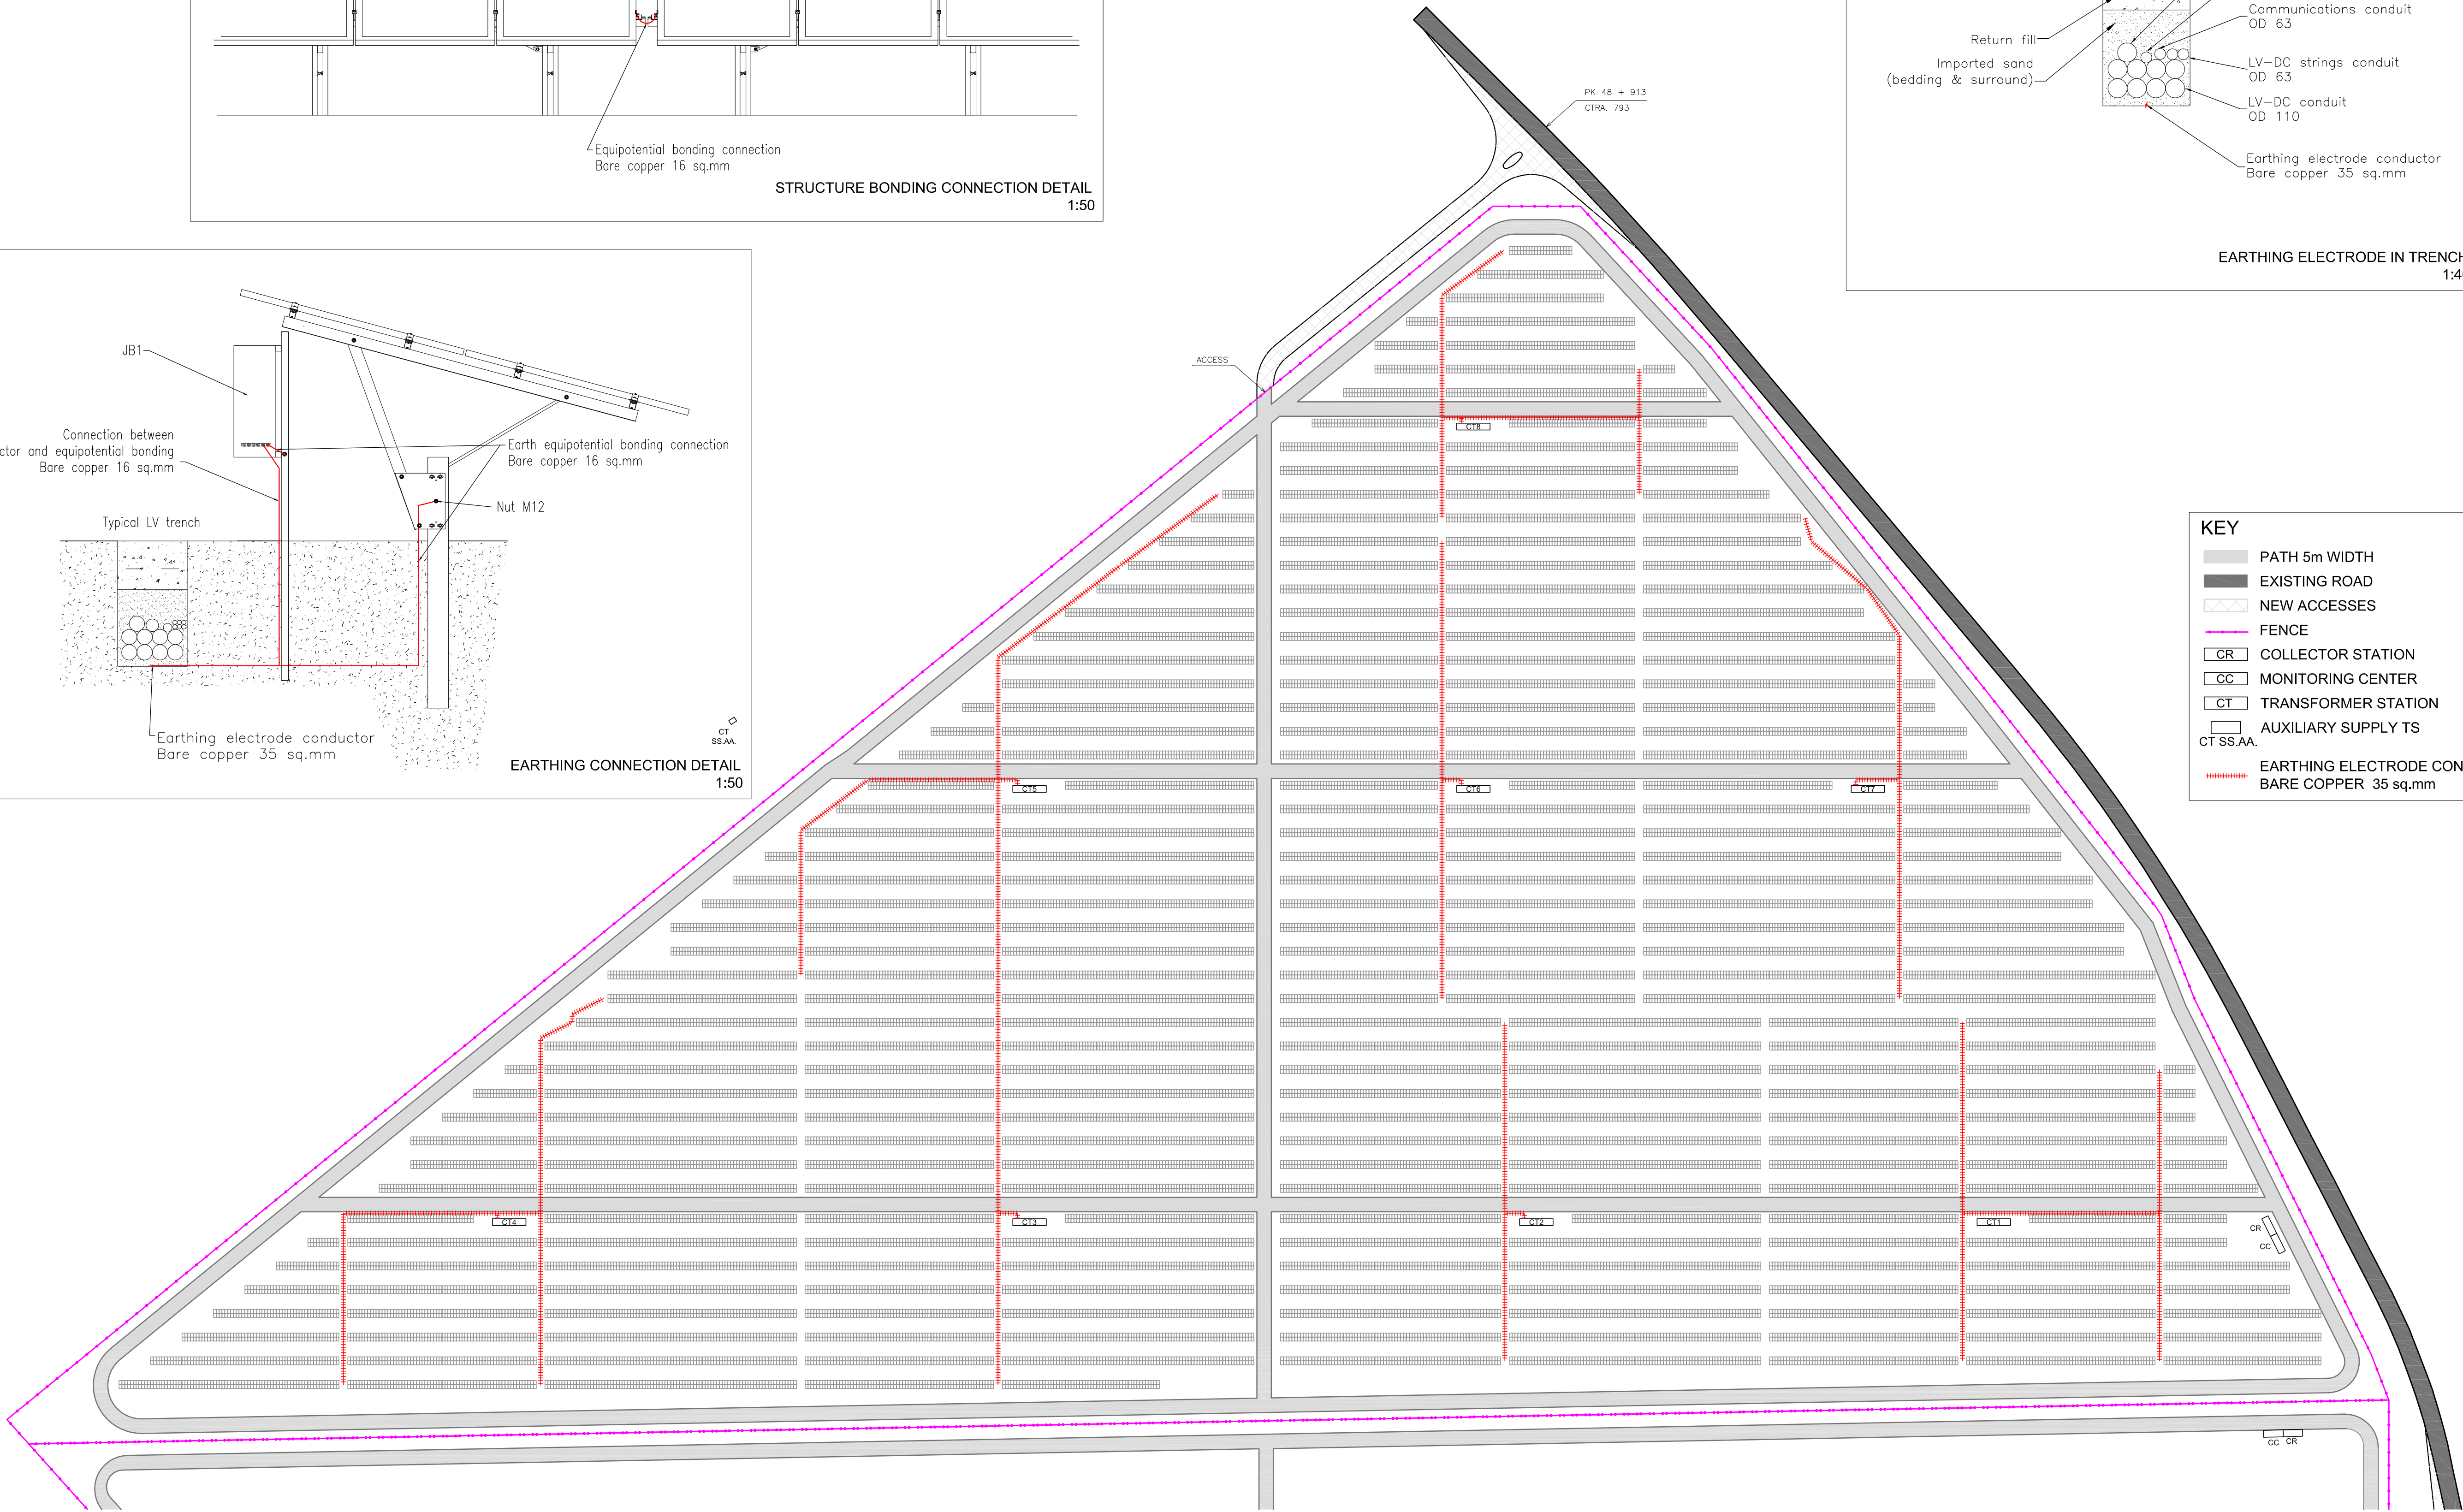 Equipotential bonding connection
Bare copper 16 sq.mm
STRUCTURE BONDING CONNECTION DETAIL
1:50
PK 48 + 913
CTRA. 793
ACCESS
Communications conduit
OD 63
Return fill
Imported sand
(bedding & surround)
LV-DC strings conduit
OD 63
LV-DC conduit
OD 110
Earthing electrode conductor
Bare copper 35 sq.mm
EARTHING ELECTRODE IN TRENCH
JB1
Connection between
and equipotential bonding
Bare copper 16 sq.mm
Earth equipotential bonding connection
Bare copper 16 sq.mm
Nut M12
Typical LV trench
Earthing electrode conductor
Bare copper 35 sq.mm
CT
SS.AA.
EARTHING CONNECTION DETAIL
1:50
KEY
PATH 5m WIDTH
EXISTING ROAD
NEW ACCESSES
FENCE
CR COLLECTOR STATION
CC MONITORING CENTER
CT TRANSFORMER STATION
AUXILIARY SUPPLY TS
CT SS.AA.
EARTHING ELECTRODE
BARE COPPER 35 sq.mm
CT8
CT5
CT6
CT7
CT4
CT3
CT2
CT1
CR
CC
CC CR